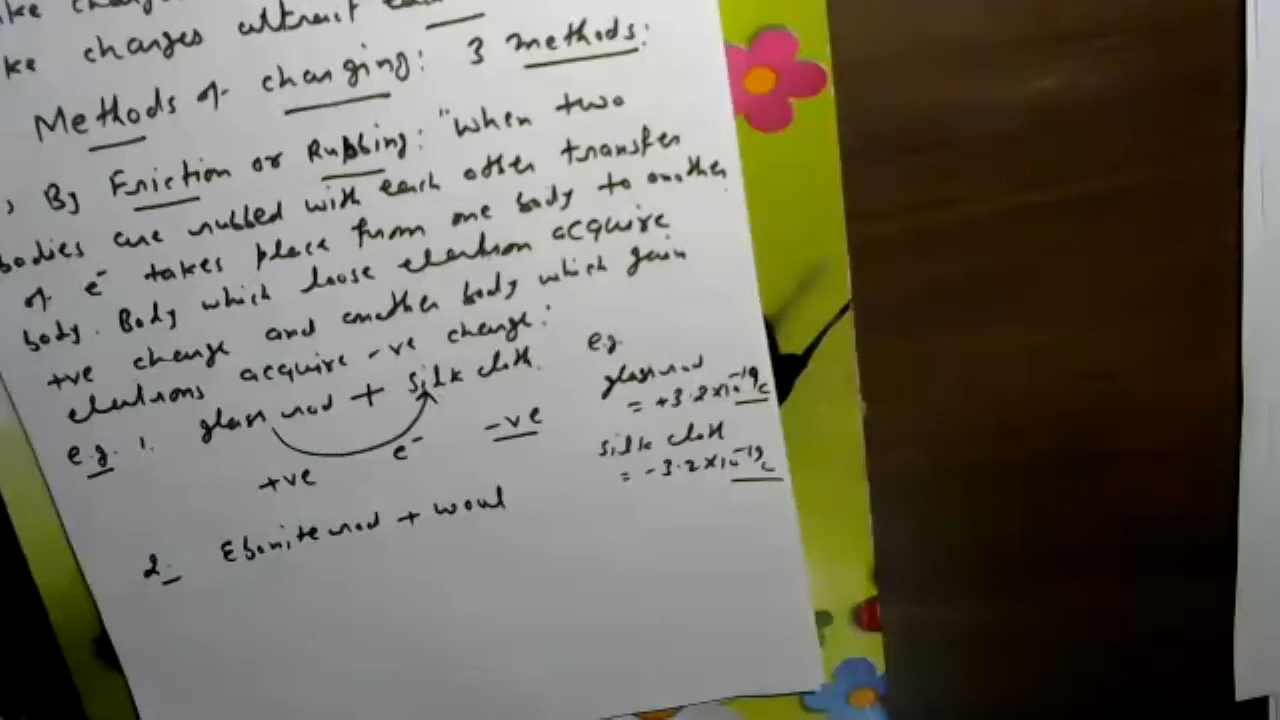 ke charges attract
Methods of charging: 3 methods:
, By Friction or Rubbing: "When two
bodies are rubbed with each other transfer
of e⁻ takes place from one body to another
body. Body which loose electron acquire
+ve charge and another body which gain
electrons acquire -ve charge:
e.g. 1. glass rod + silk cloth
+ve e⁻ -ve
2. Ebonite rod + woul
e.g
glass rod
= +3.2×10⁻¹⁹c
silk cloth
= -3.2×10⁻¹⁹c